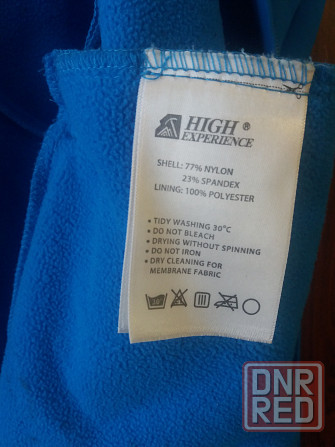 HIGH ®
EXPERIENCE
SHELL: 77% NYLON
23% SPANDEX
LINING: 100% POLYESTER
• TIDY WASHING 30°C
• DO NOT BLEACH
• DRYING WITHOUT SPINNING
• DO NOT IRON
• DRY CLEANING FOR
MEMBRANE FABRIC
30°
DNR
RED